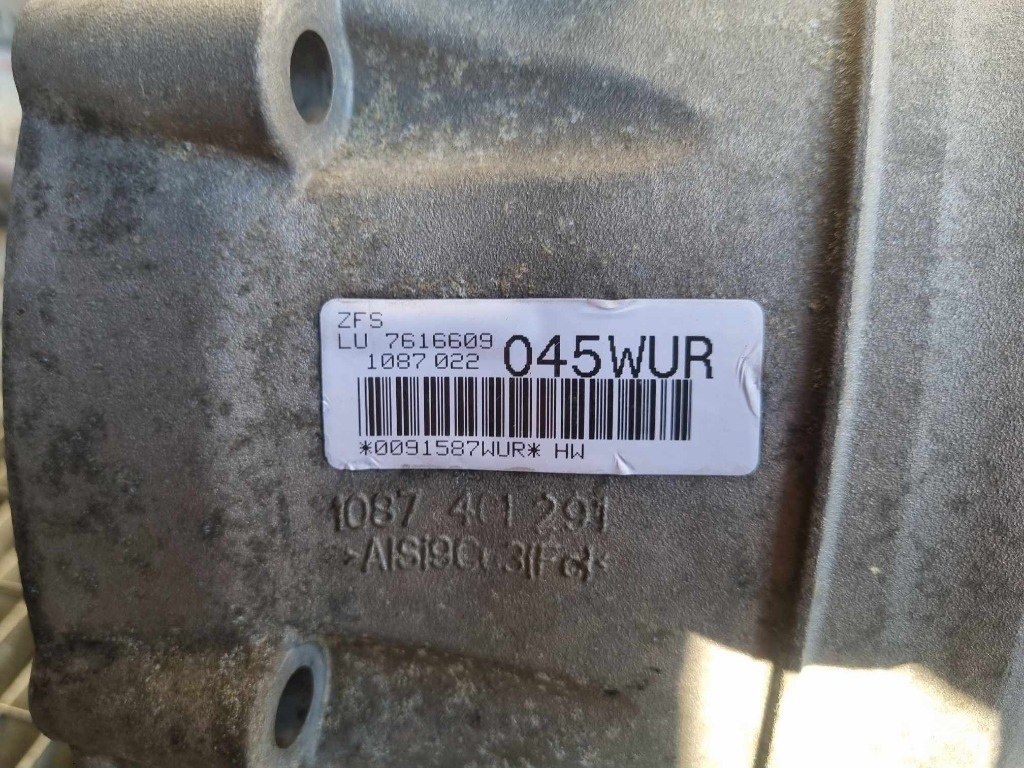 ZFS
LU 7616609
1087 022
045WUR
*0091587WUR* HW
1087 401 291
>AlSi9Cu3(Fe)<